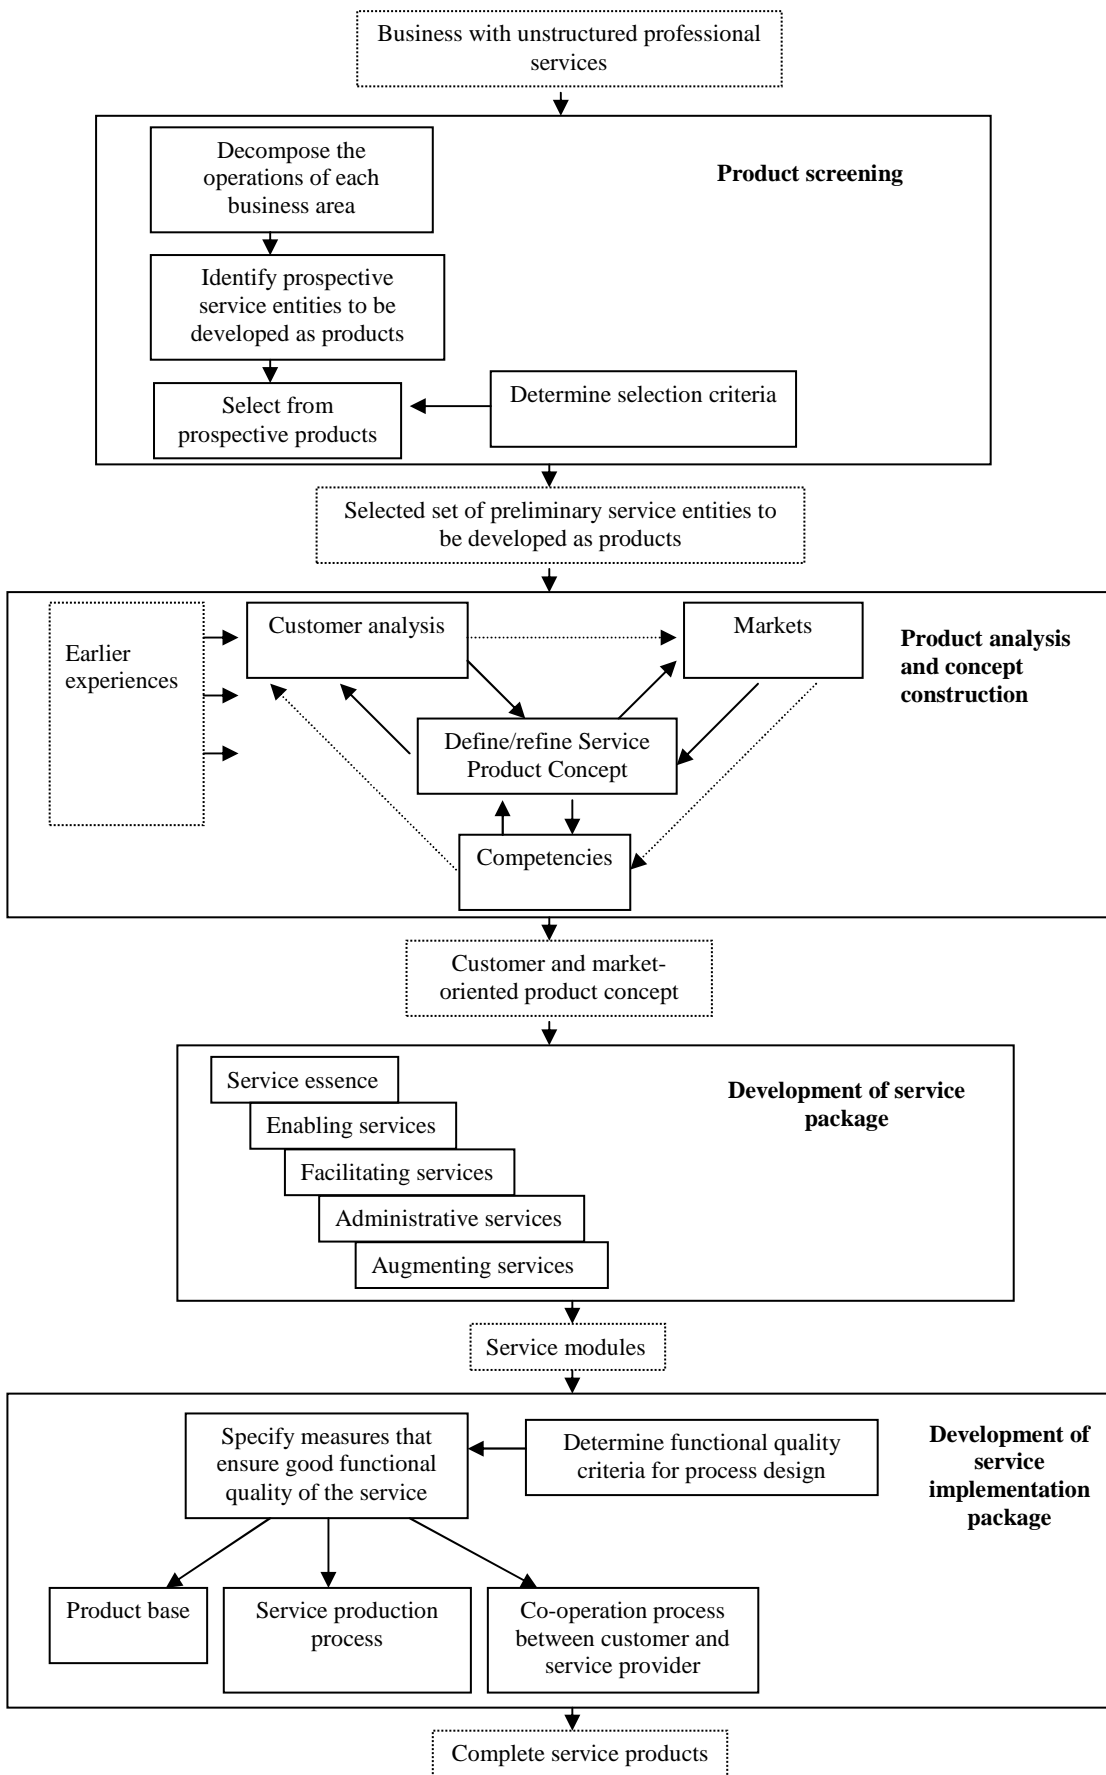 Business with unstructured professional
services
Decompose the
operations of each
business area
Product screening
Identify prospective
service entities to be
developed as products
Select from
prospective products
Determine selection criteria
Selected set of preliminary service entities to
be developed as products
Earlier
experiences
Customer analysis
Markets
Product analysis
and concept
construction
Define/refine Service
Product Concept
Competencies
Customer and market-
oriented product concept
Service essence
Enabling services
Facilitating services
Administrative services
Augmenting services
Development of service
package
Service modules
Specify measures that
ensure good functional
quality of the service
Determine functional quality
criteria for process design
Development of
service
implementation
package
Product base
Service production
process
Co-operation process
between customer and
service provider
Complete service products